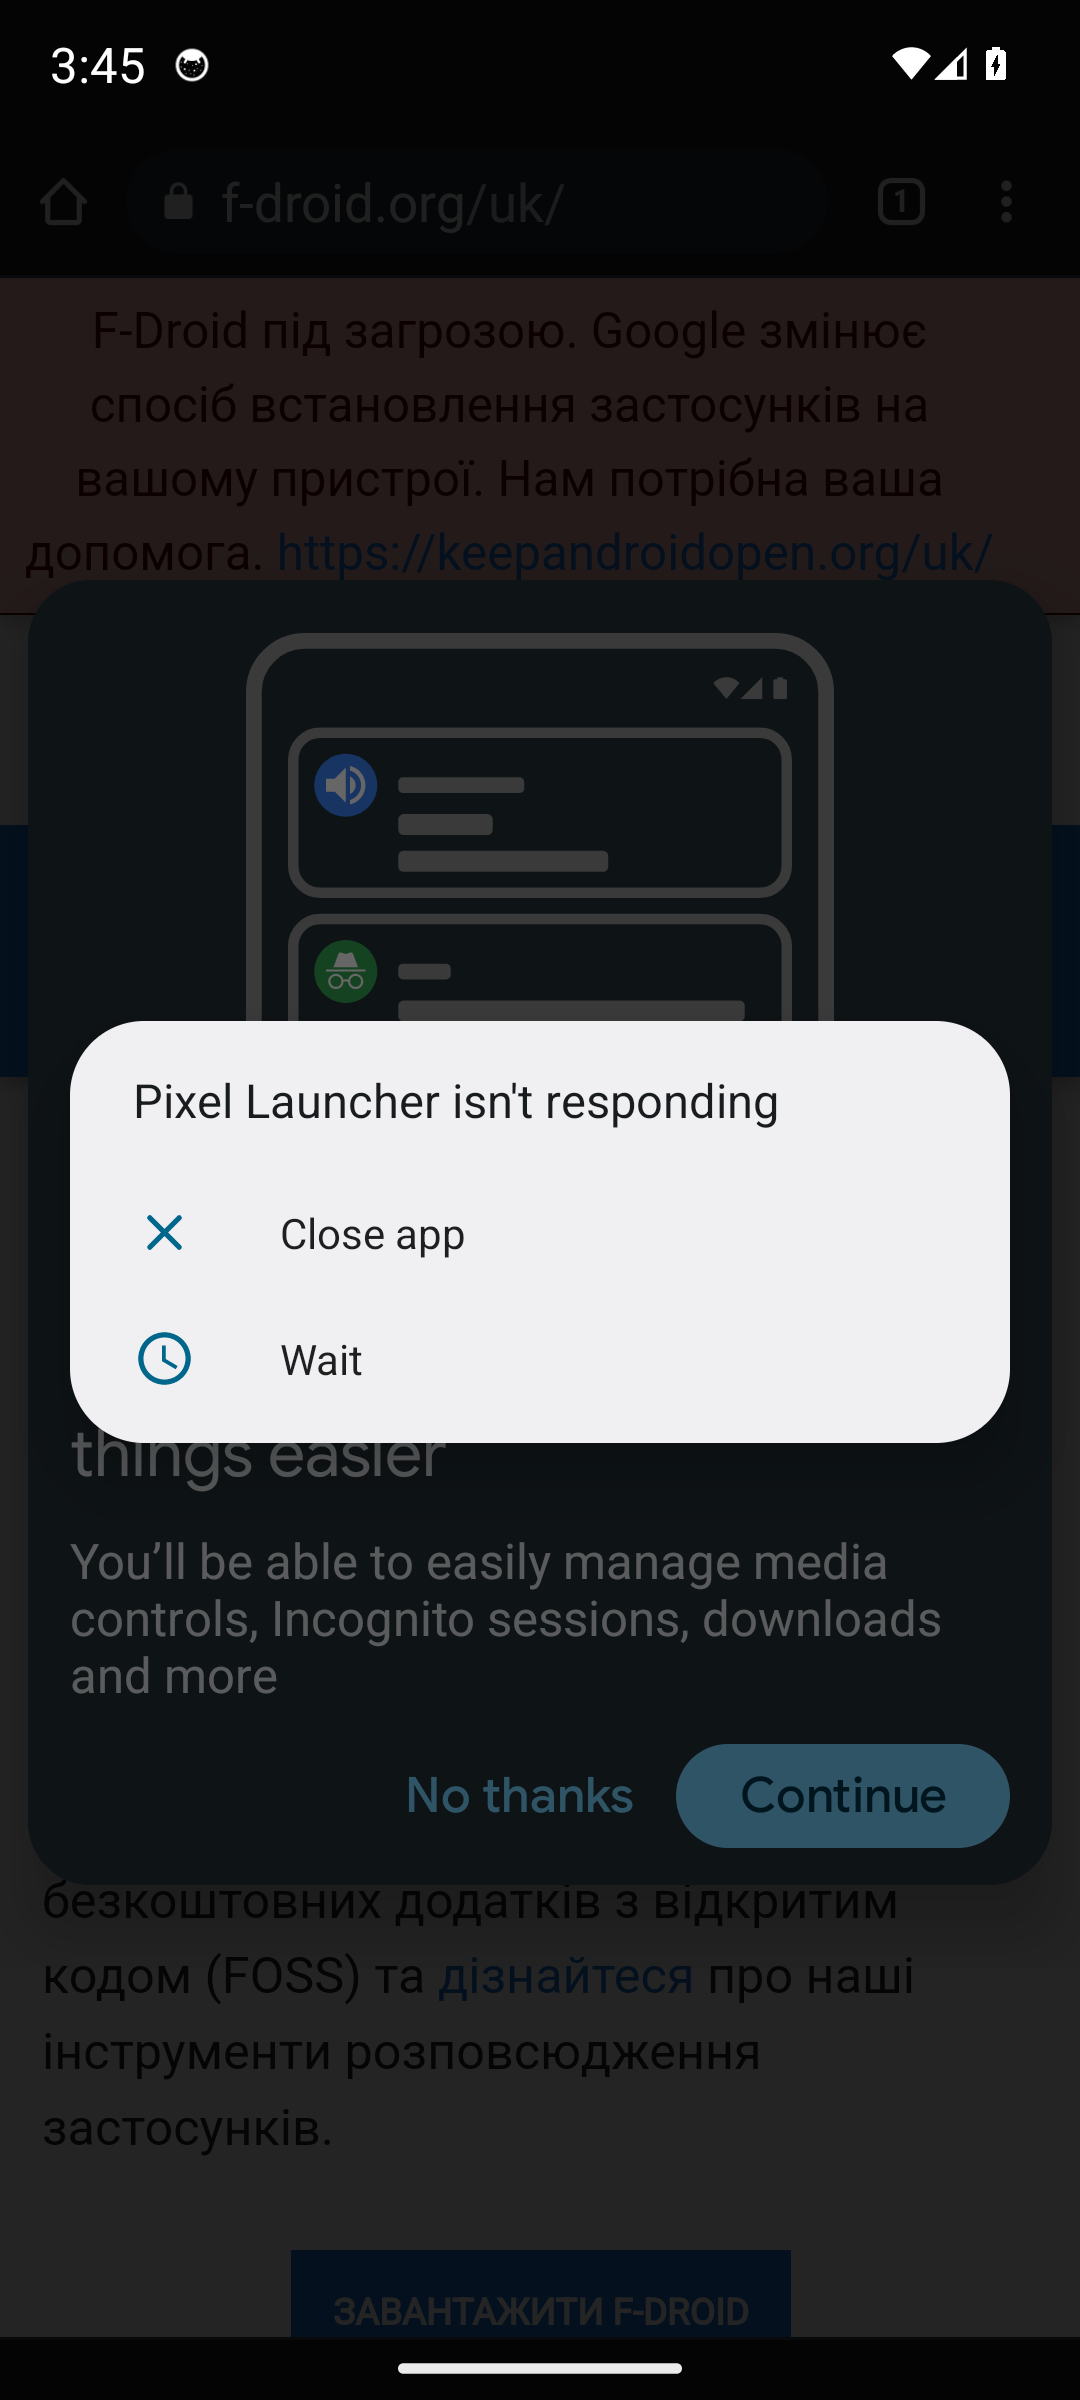 3:45
f-droid.org/uk/
1
F-Droid під загрозою. Google змінює
спосіб встановлення застосунків на
вашому пристрої. Нам потрібна ваша
допомога. https://keepandroidopen.org/uk/
Pixel Launcher isn't responding
Close app
Wait
things easier
You’ll be able to easily manage media
controls, Incognito sessions, downloads
and more
No thanks
Continue
безкоштовних додатків з відкритим
кодом (FOSS) та дізнайтеся про наші
інструменти розповсюдження
застосунків.
ЗАВАНТАЖИТИ F-DROID